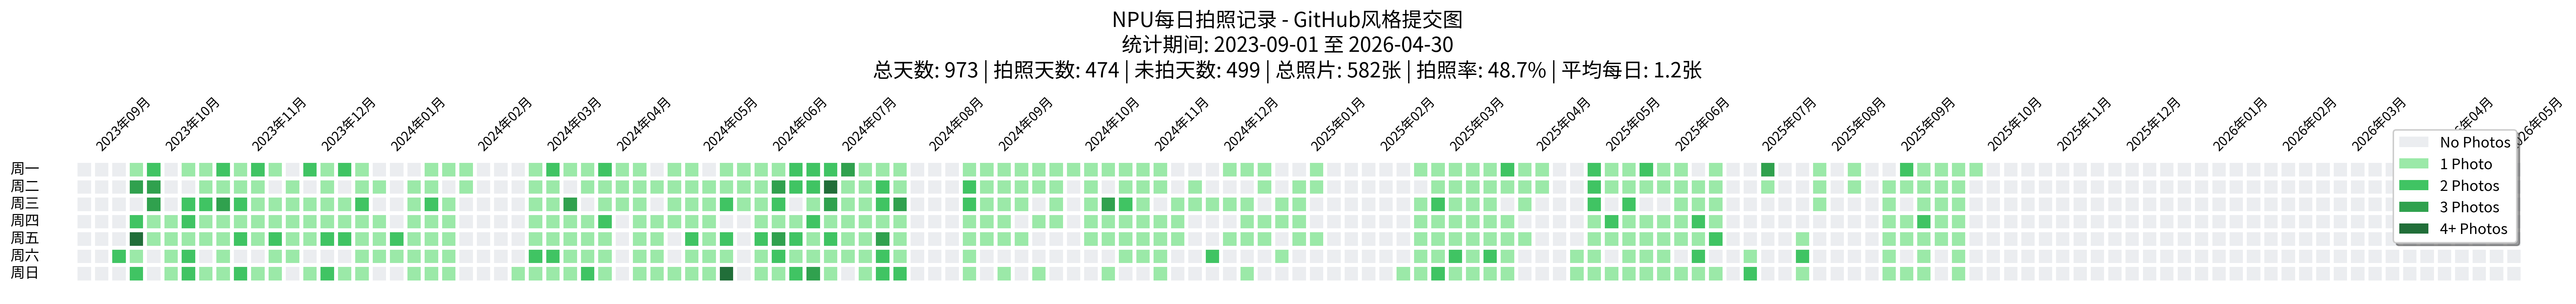 NPU每日拍照记录 - GitHub风格提交图
统计期间: 2023-09-01 至 2026-04-30
总天数: 973 | 拍照天数: 474 | 未拍天数: 499 | 总照片: 582张 | 拍照率: 48.7% | 平均每日: 1.2张
2023年09月
2023年10月
2023年11月
2023年12月
2024年01月
2024年02月
2024年03月
2024年04月
2024年05月
2024年06月
2024年07月
2024年08月
2024年09月
2024年10月
2024年11月
2024年12月
2025年01月
2025年02月
2025年03月
2025年04月
2025年05月
2025年06月
2025年07月
2025年08月
2025年09月
2025年10月
2025年11月
2025年12月
2026年01月
2026年02月
2026年03月
年04月
年05月
周一
周二
周三
周四
周五
周六
周日
No Photos
1 Photo
2 Photos
3 Photos
4+ Photos